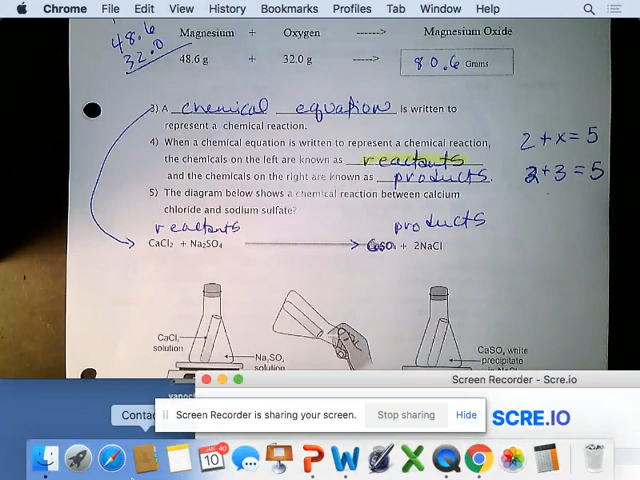 Chrome File Edit View History Bookmarks Profiles Tab Window Help
48.6
32.0
Magnesium + Oxygen ----> Magnesium Oxide
48.6 g + 32.0 g ----> 80.6 Grams
3) A chemical equation is written to
represent a chemical reaction.
4) When a chemical equation is written to represent a chemical reaction,
the chemicals on the left are known as reactants
and the chemicals on the right are known as products.
2 + x = 5
2 + 3 = 5
5) The diagram below shows a chemical reaction between calcium
chloride and sodium sulfate?
reactants products
CaCl₂ + Na₂SO₄ → CaSO₄ + 2NaCl
CaCl₂
solution
Na₂SO₄
solution
CaSO₄ white
precipitate
Screen Recorder - Scre.io
Screen Recorder is sharing your screen. Stop sharing Hide
SCRE.IO
Contac
10